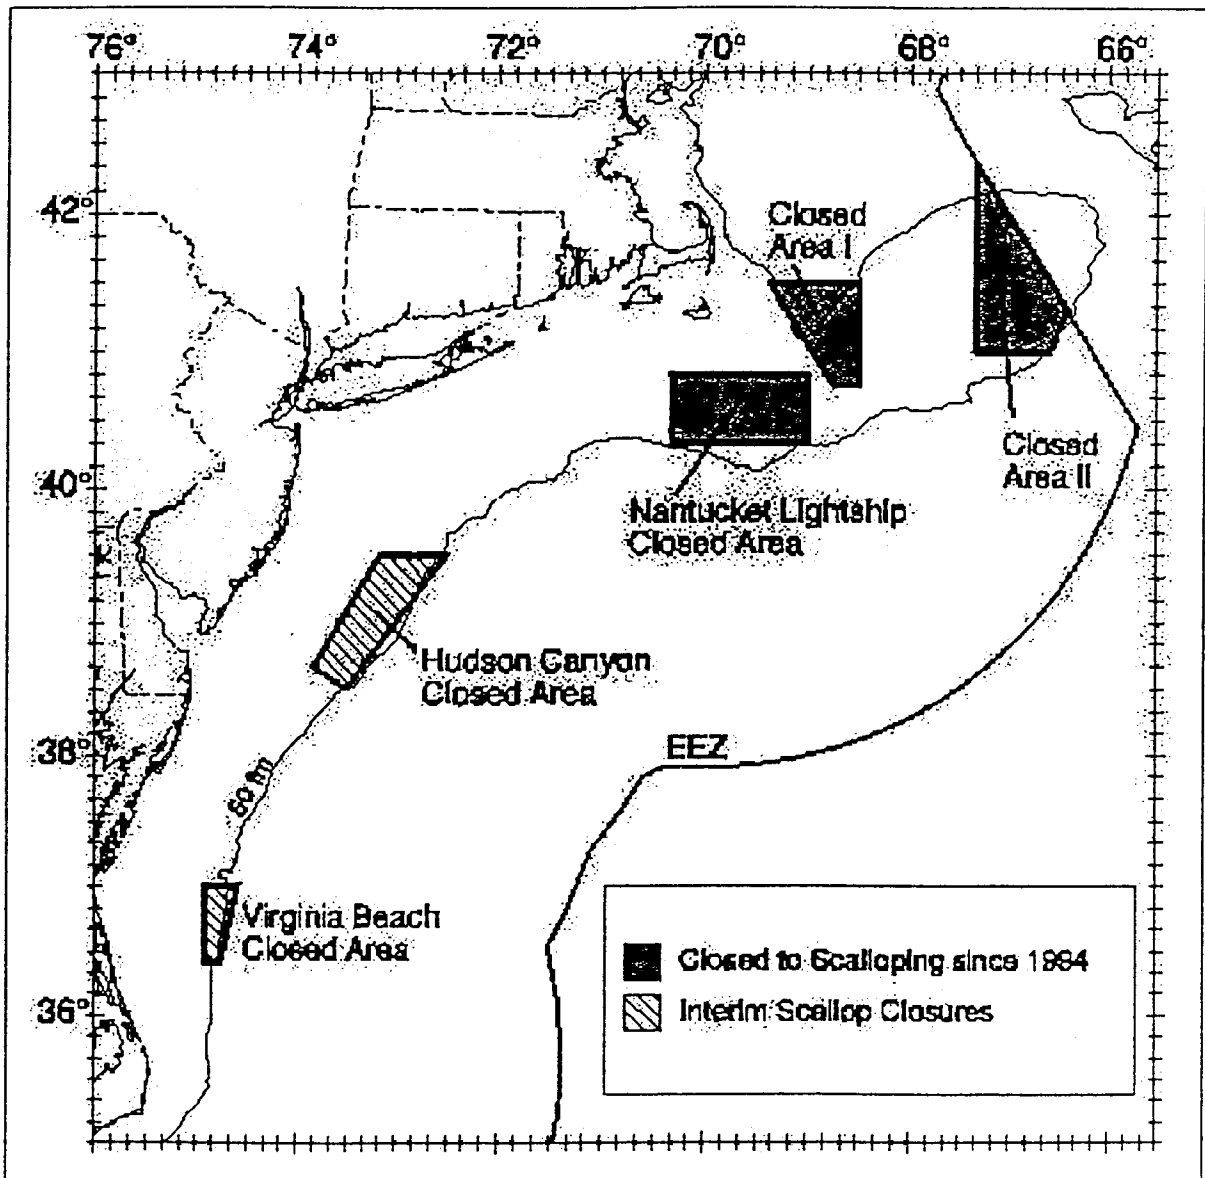 76° 74° 72° 70° 68° 66°
42°
40°
38°
36°
Closed
Area I
Closed
Area II
Nantucket Lightship
Closed Area
Hudson Canyon
Closed Area
EEZ
60 fm
Virginia Beach
Closed Area
Closed to Scalloping since 1994
Interim Scallop Closures